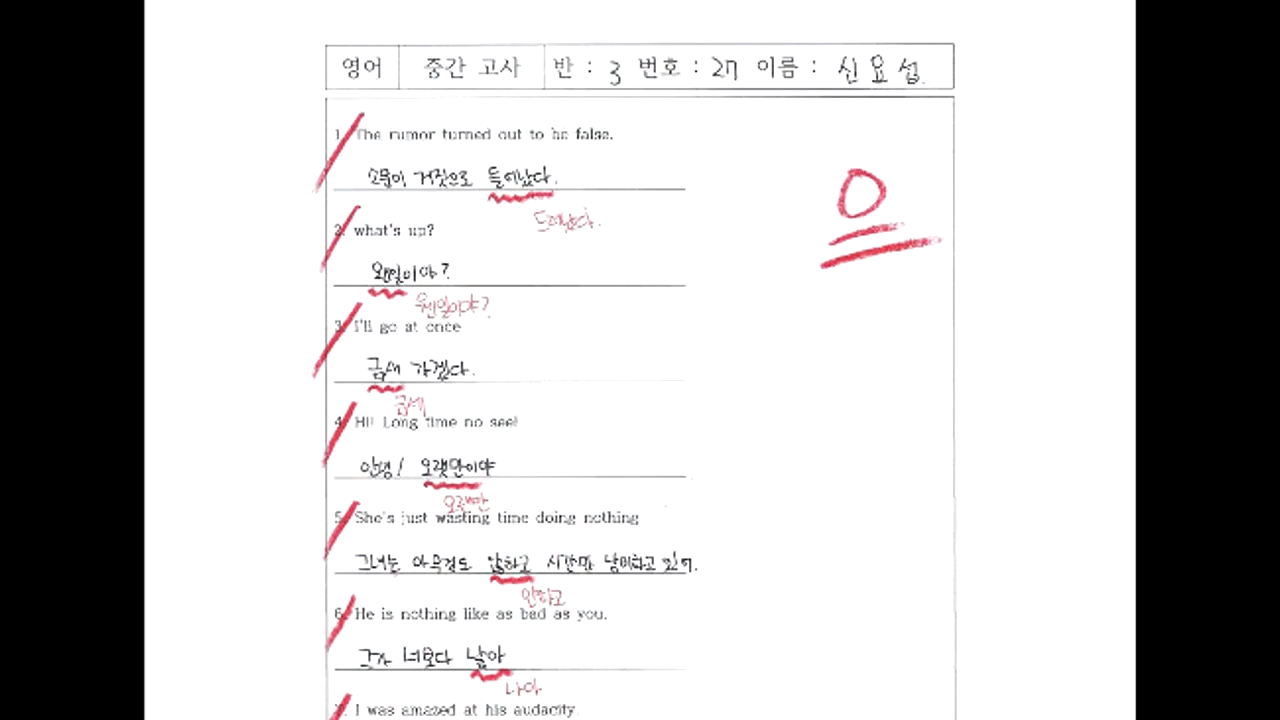 영어 중간 고사 반 : 3 번호 : 27 이름 : 신요섭
1. The rumor turned out to be false.
소문이 거짓으로 들어났다.
드러났다.
2. what's up?
왠일이야?
웬일이야?
3. I'll go at once
금새 가겠다.
금세
4. Hi! Long time no see!
안녕! 오랫만이야
오랜만
5. She's just wasting time doing nothing
그녀는 아무것도 않하고 시간만 낭비하고 있어.
안하고
6. He is nothing like as bad as you.
그가 너보다 낳아
나아
7. I was amazed at his audacity.
0